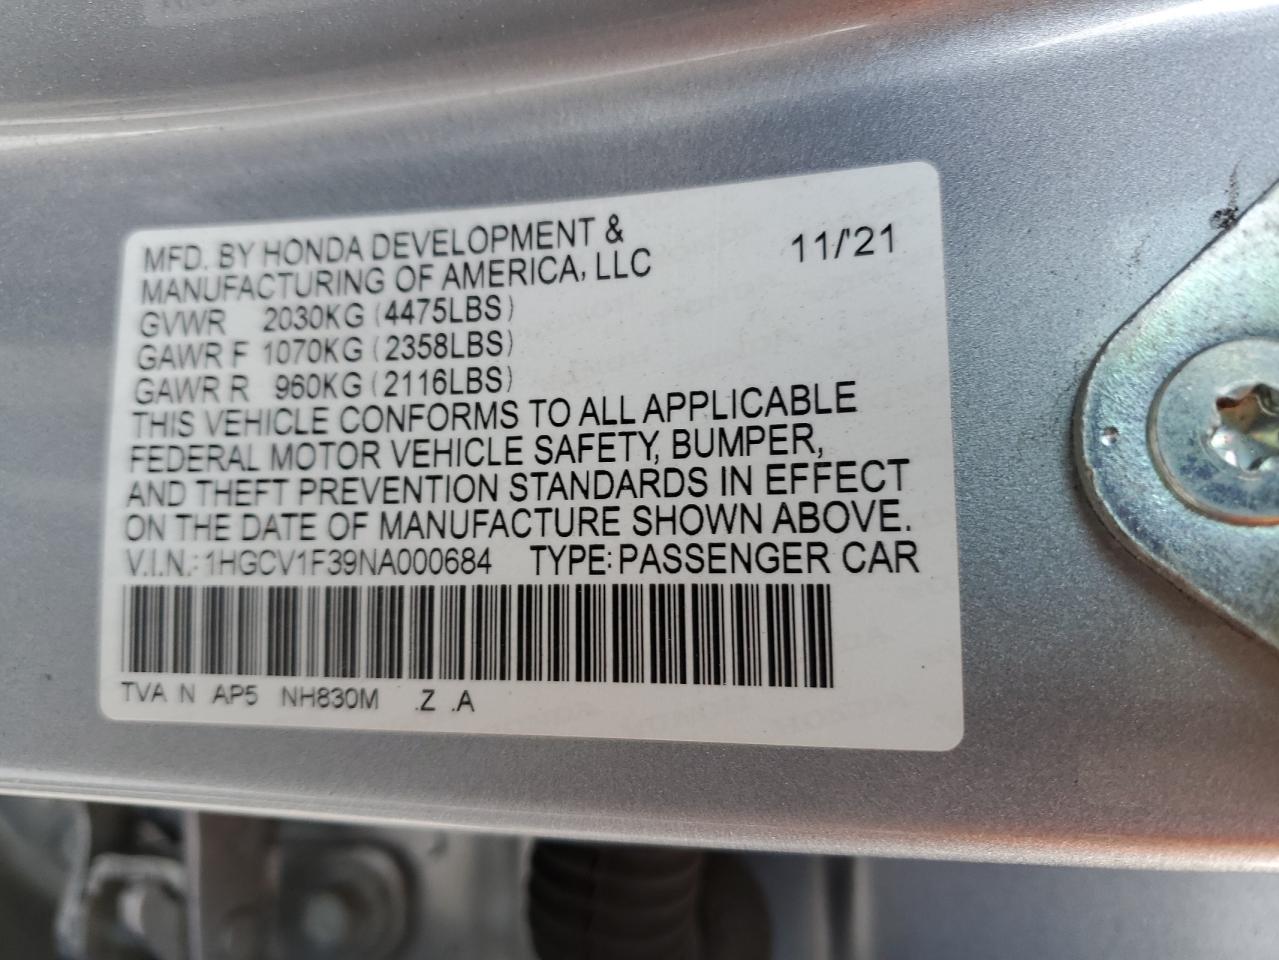 MFD. BY HONDA DEVELOPMENT & 11/'21
MANUFACTURING OF AMERICA, LLC
GVWR 2030KG (4475LBS)
GAWR F 1070KG (2358LBS)
GAWR R 960KG (2116LBS)
THIS VEHICLE CONFORMS TO ALL APPLICABLE
FEDERAL MOTOR VEHICLE SAFETY, BUMPER,
AND THEFT PREVENTION STANDARDS IN EFFECT
ON THE DATE OF MANUFACTURE SHOWN ABOVE.
V.I.N.: 1HGCV1F39NA000684 TYPE: PASSENGER CAR
TVA N AP5 NH830M .Z .A